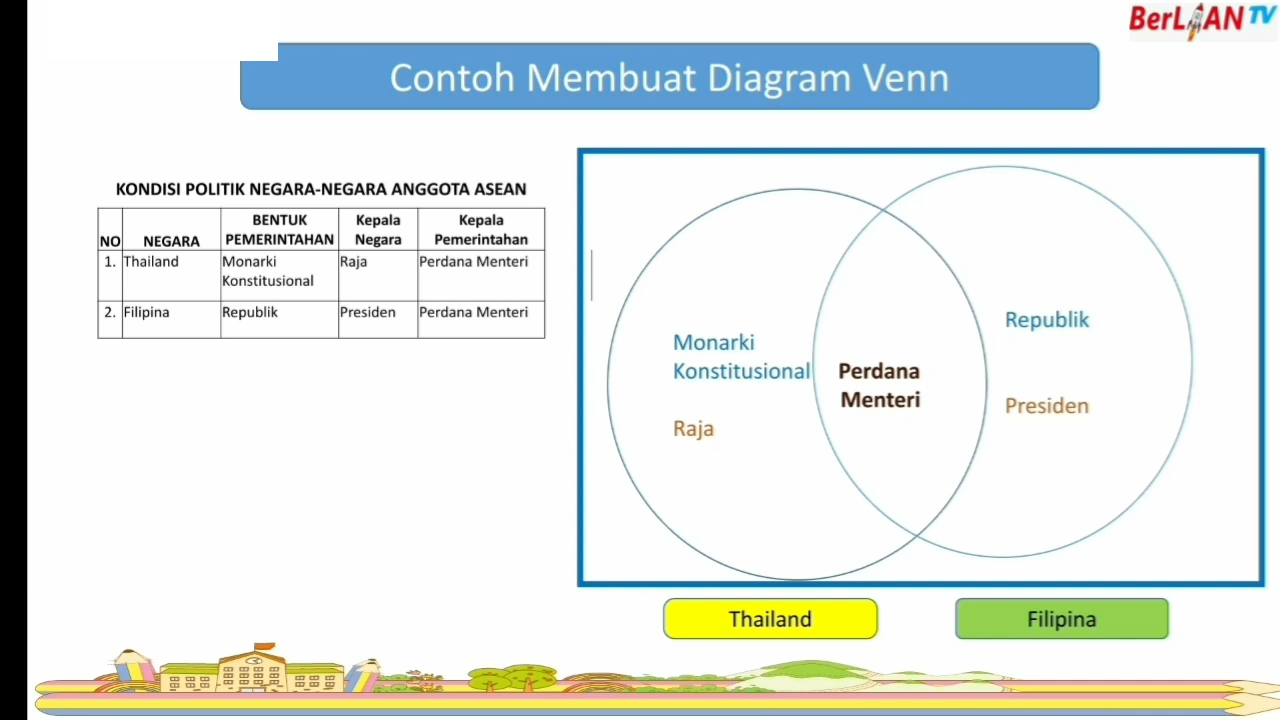 BerLIAN TV
Contoh Membuat Diagram Venn
KONDISI POLITIK NEGARA-NEGARA ANGGOTA ASEAN
NO NEGARA BENTUK PEMERINTAHAN Kepala Negara Kepala Pemerintahan
1. Thailand Monarki Konstitusional Raja Perdana Menteri
2. Filipina Republik Presiden Perdana Menteri
Monarki
Konstitusional
Raja
Perdana
Menteri
Republik
Presiden
Thailand
Filipina